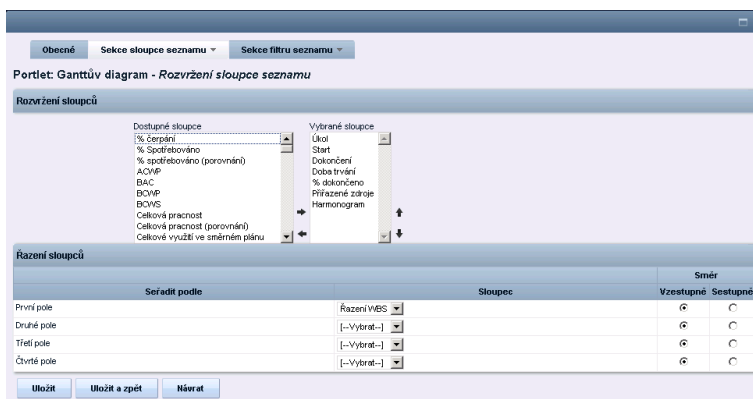 Obecné Sekce sloupce seznamu Sekce filtru seznamu
Portlet: Ganttův diagram - Rozvržení sloupce seznamu
Rozvržení sloupců
Dostupné sloupce
% čerpání
% Spotřebováno
% spotřebováno (porovnání)
ACWP
BAC
BCWP
BCWS
Celková pracnost
Celková pracnost (porovnání)
Celkové využití ve směrném plánu
Vybrané sloupce
Úkol
Start
Dokončení
Doba trvání
% dokončeno
Přiřazené zdroje
Harmonogram
Řazení sloupců
Směr
Seřadit podle Sloupec Vzestupně Sestupně
První pole Řazení WBS
Druhé pole [--Vybrat--]
Třetí pole [--Vybrat--]
Čtvrté pole [--Vybrat--]
Uložit Uložit a zpět Návrat